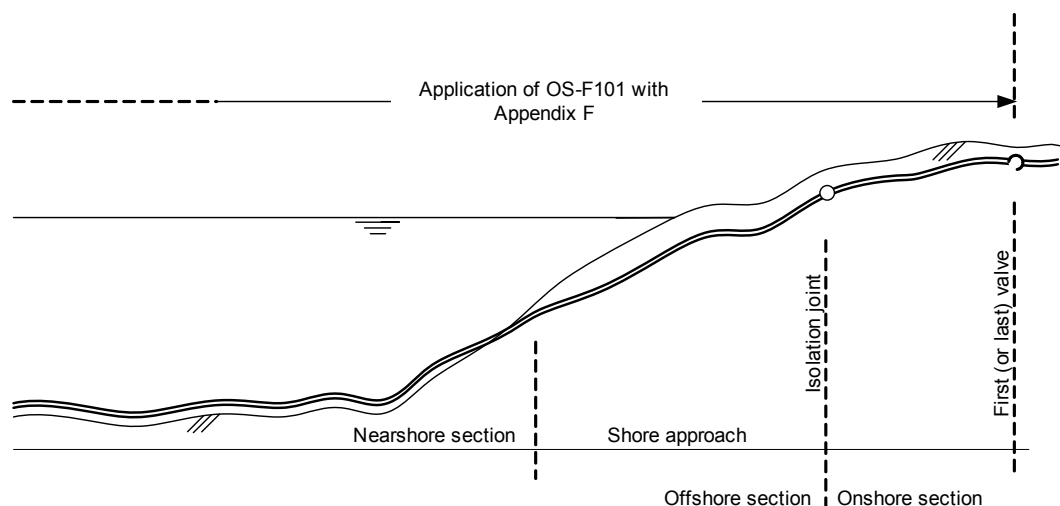 Application of OS-F101 with
Appendix F
Isolation joint
First (or last) valve
Nearshore section
Shore approach
Offshore section
Onshore section